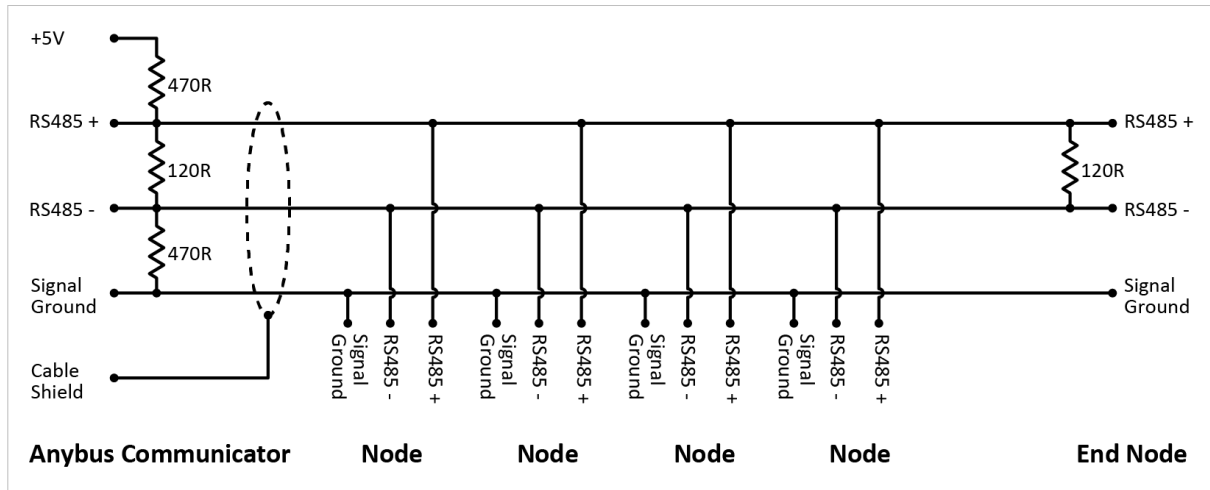 +5V
470R
RS485 +
RS485 +
120R
120R
RS485 -
RS485 -
470R
Signal
Ground
Signal
Ground
Cable
Shield
Signal
Ground
RS485 -
RS485 +
Signal
Ground
RS485 -
RS485 +
Signal
Ground
RS485 -
RS485 +
Signal
Ground
RS485 -
RS485 +
Anybus Communicator
Node
Node
Node
Node
End Node